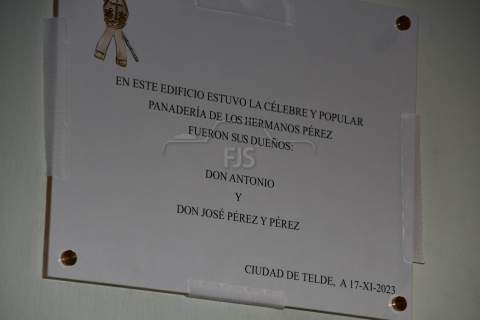 EN ESTE EDIFICIO ESTUVO LA CÉLEBRE Y POPULAR
PANADERÍA DE LOS HERMANOS PÉREZ
FUERON SUS DUEÑOS:
FJS
DON ANTONIO
Y
DON JOSÉ PÉREZ Y PÉREZ
CIUDAD DE TELDE, A 17-XI-2023